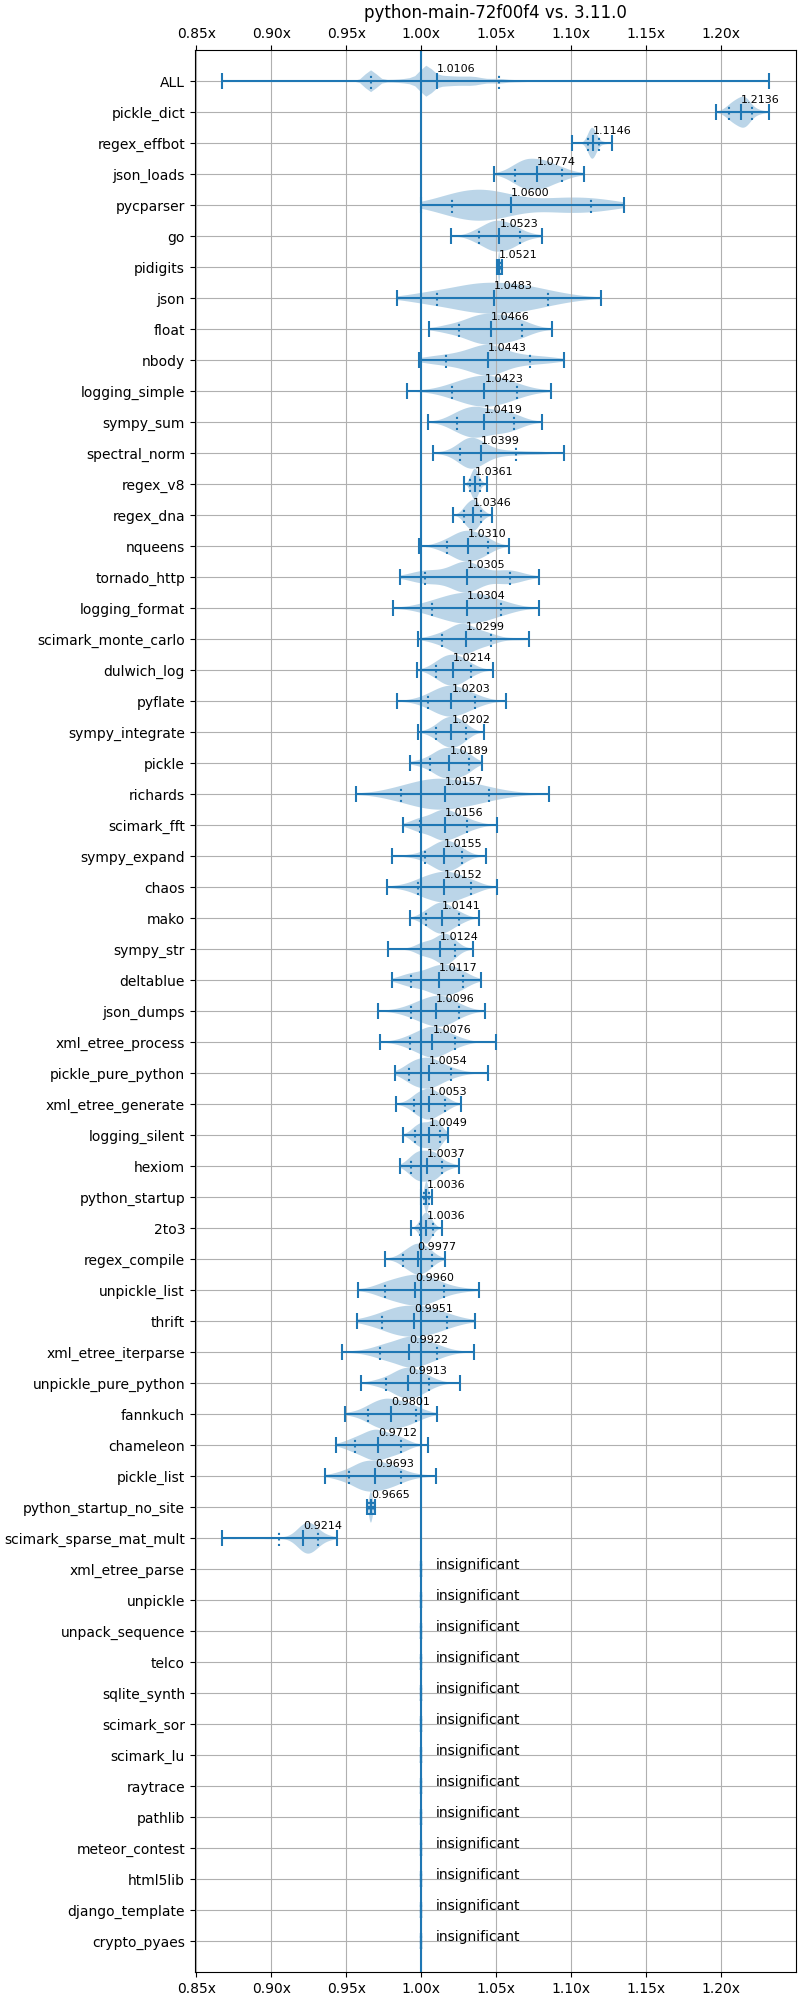 python-main-72f00f4 vs. 3.11.0
0.85x 0.90x 0.95x 1.00x 1.05x 1.10x 1.15x 1.20x
ALL 1.0106
pickle_dict 1.2136
regex_effbot 1.1146
json_loads 1.0774
pycparser 1.0600
go 1.0523
pidigits 1.0521
json 1.0483
float 1.0466
nbody 1.0443
logging_simple 1.0423
sympy_sum 1.0419
spectral_norm 1.0399
regex_v8 1.0361
regex_dna 1.0346
nqueens 1.0310
tornado_http 1.0305
logging_format 1.0304
scimark_monte_carlo 1.0299
dulwich_log 1.0214
pyflate 1.0203
sympy_integrate 1.0202
pickle 1.0189
richards 1.0157
scimark_fft 1.0156
sympy_expand 1.0155
chaos 1.0152
mako 1.0141
sympy_str 1.0124
deltablue 1.0117
json_dumps 1.0096
xml_etree_process 1.0076
pickle_pure_python 1.0054
xml_etree_generate 1.0053
logging_silent 1.0049
hexiom 1.0037
python_startup 1.0036
2to3 1.0036
regex_compile 0.9977
unpickle_list 0.9960
thrift 0.9951
xml_etree_iterparse 0.9922
unpickle_pure_python 0.9913
fannkuch 0.9801
chameleon 0.9712
pickle_list 0.9693
python_startup_no_site 0.9665
scimark_sparse_mat_mult 0.9214
xml_etree_parse insignificant
unpickle insignificant
unpack_sequence insignificant
telco insignificant
sqlite_synth insignificant
scimark_sor insignificant
scimark_lu insignificant
raytrace insignificant
pathlib insignificant
meteor_contest insignificant
html5lib insignificant
django_template insignificant
crypto_pyaes insignificant
0.85x 0.90x 0.95x 1.00x 1.05x 1.10x 1.15x 1.20x